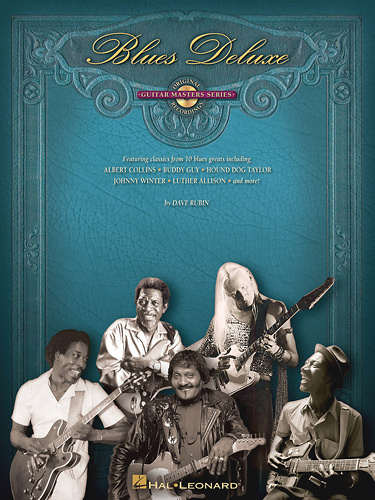 Blues Deluxe
ORIGINAL
GUITAR MASTERS SERIES
RECORDINGS
Featuring classics from 10 blues greats including
ALBERT COLLINS • BUDDY GUY • HOUND DOG TAYLOR
JOHNNY WINTER • LUTHER ALLISON • and more!
by DAVE RUBIN
HAL•LEONARD